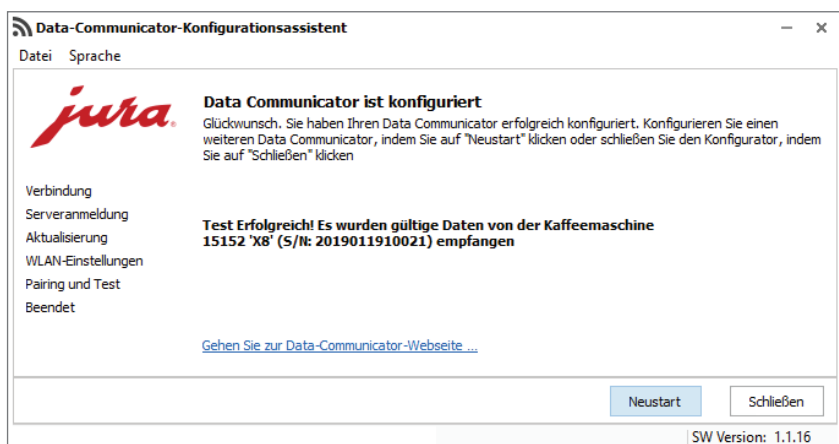 Data-Communicator-Konfigurationsassistent
Datei Sprache
jura
Data Communicator ist konfiguriert
Glückwunsch. Sie haben Ihren Data Communicator erfolgreich konfiguriert. Konfigurieren Sie einen
weiteren Data Communicator, indem Sie auf "Neustart" klicken oder schließen Sie den Konfigurator, indem
Sie auf "Schließen" klicken
Verbindung
Serveranmeldung
Aktualisierung
WLAN-Einstellungen
Pairing und Test
Beendet
Test Erfolgreich! Es wurden gültige Daten von der Kaffeemaschine
15152 'X8' (S/N: 2019011910021) empfangen
Gehen Sie zur Data-Communicator-Webseite ...
Neustart
Schließen
SW Version: 1.1.16